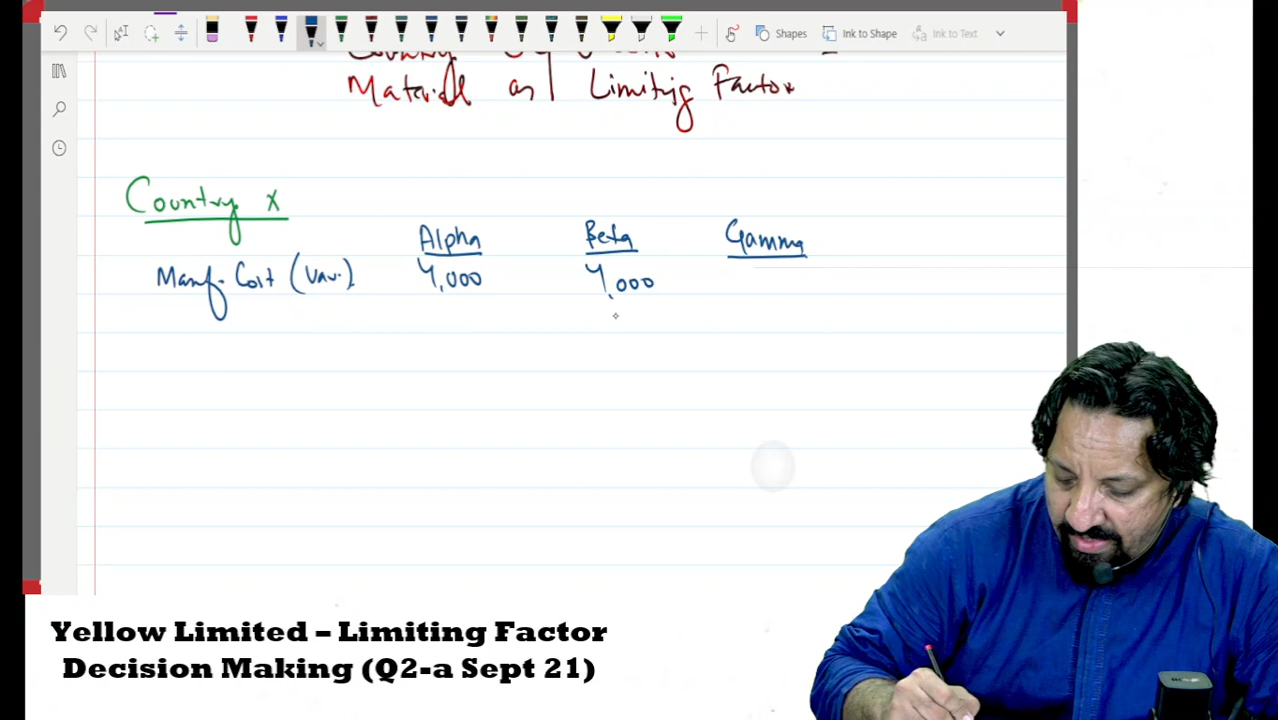 Shapes Ink to Shape Ink to Text
Country
Material as Limiting Factor
Country x
Alpha Beta Gamma
Manf. Cost (Var.) 4,000 4,000
Yellow Limited – Limiting Factor
Decision Making (Q2-a Sept 21)